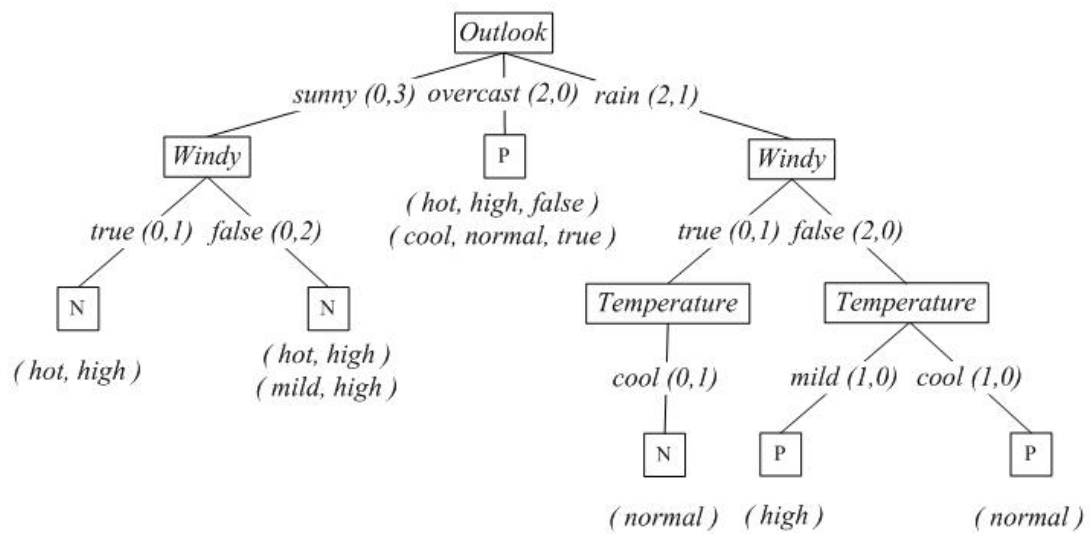 Outlook
sunny (0,3) overcast (2,0) rain (2,1)
Windy P Windy
( hot, high, false )
( cool, normal, true )
true (0,1) false (0,2) true (0,1) false (2,0)
N N Temperature Temperature
( hot, high ) ( hot, high )
( mild, high )
cool (0,1) mild (1,0) cool (1,0)
N P P
( normal ) ( high ) ( normal )